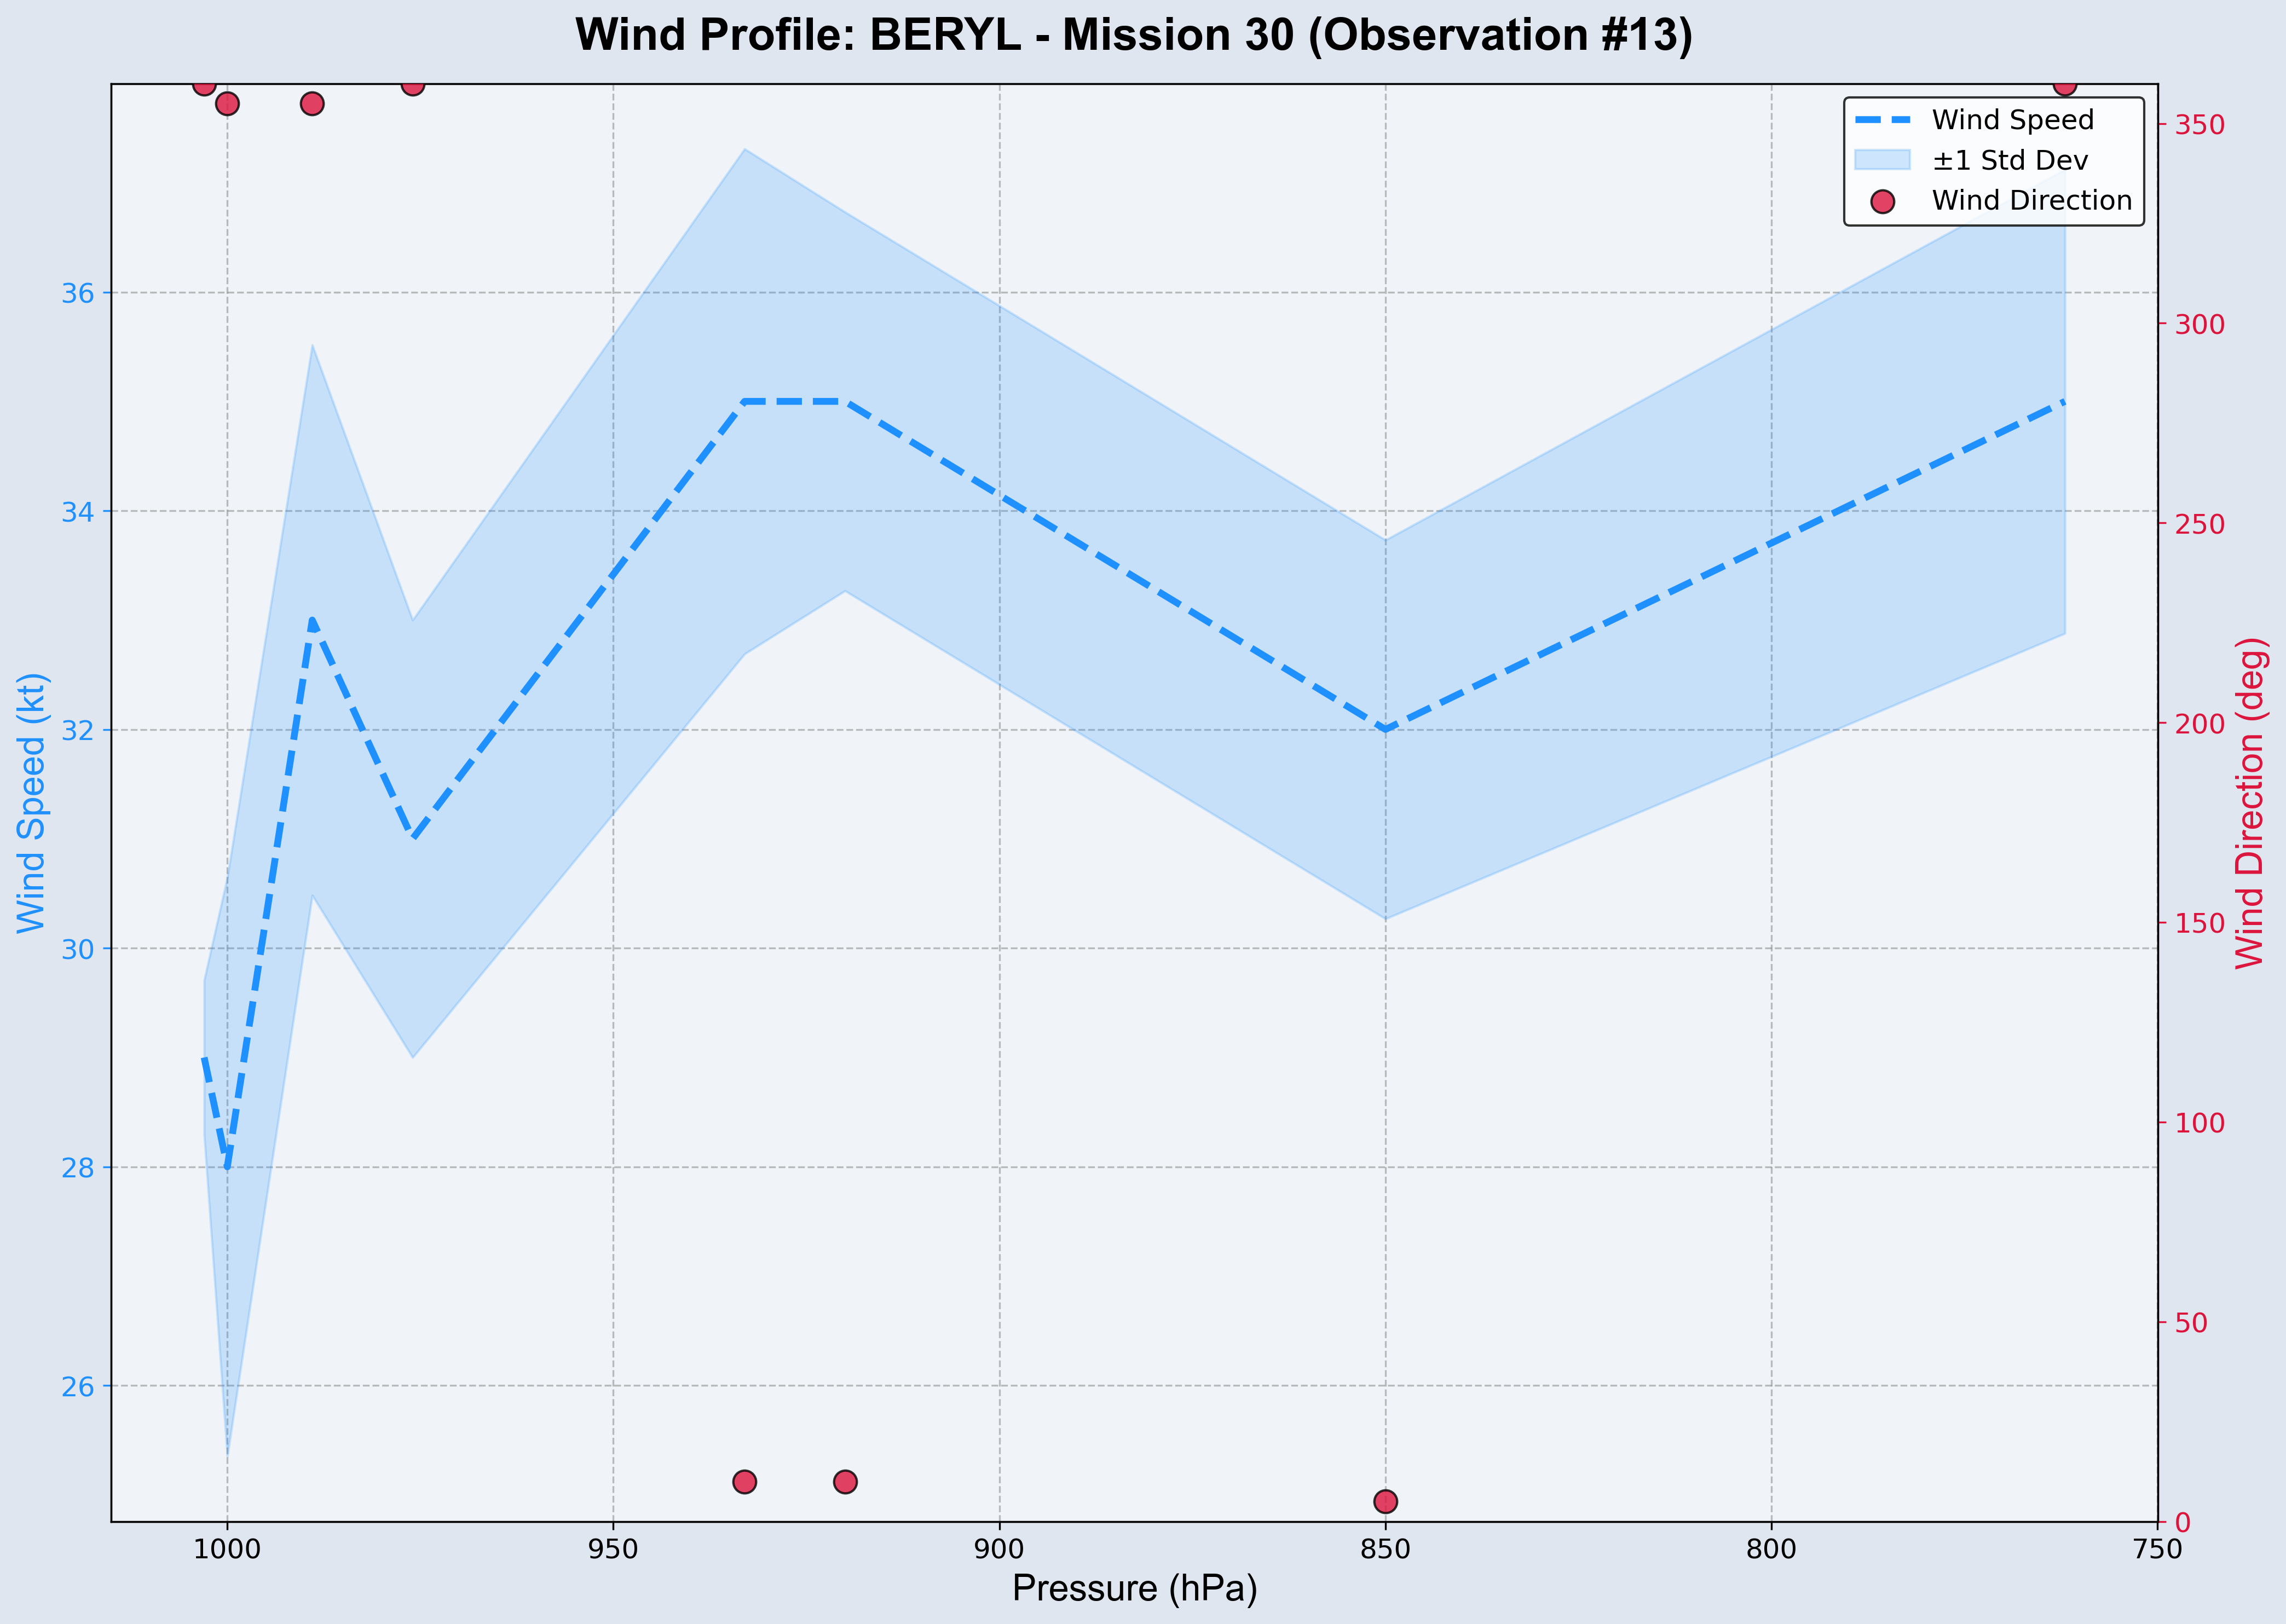 Wind Profile: BERYL - Mission 30 (Observation #13)
Wind Speed
±1 Std Dev
Wind Direction
Wind Speed (kt)
36
34
32
30
28
26
350
300
250
200
150
100
50
0
Wind Direction (deg)
1000
950
900
850
800
750
Pressure (hPa)